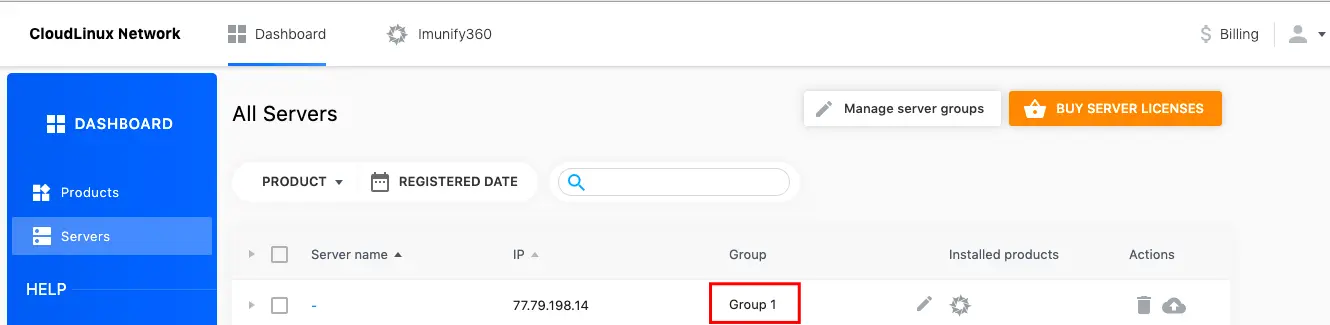 CloudLinux Network
Dashboard
Imunify360
Billing
DASHBOARD
Products
Servers
HELP
All Servers
Manage server groups
BUY SERVER LICENSES
PRODUCT
REGISTERED DATE
Server name
IP
Group
Installed products
Actions
-
77.79.198.14
Group 1